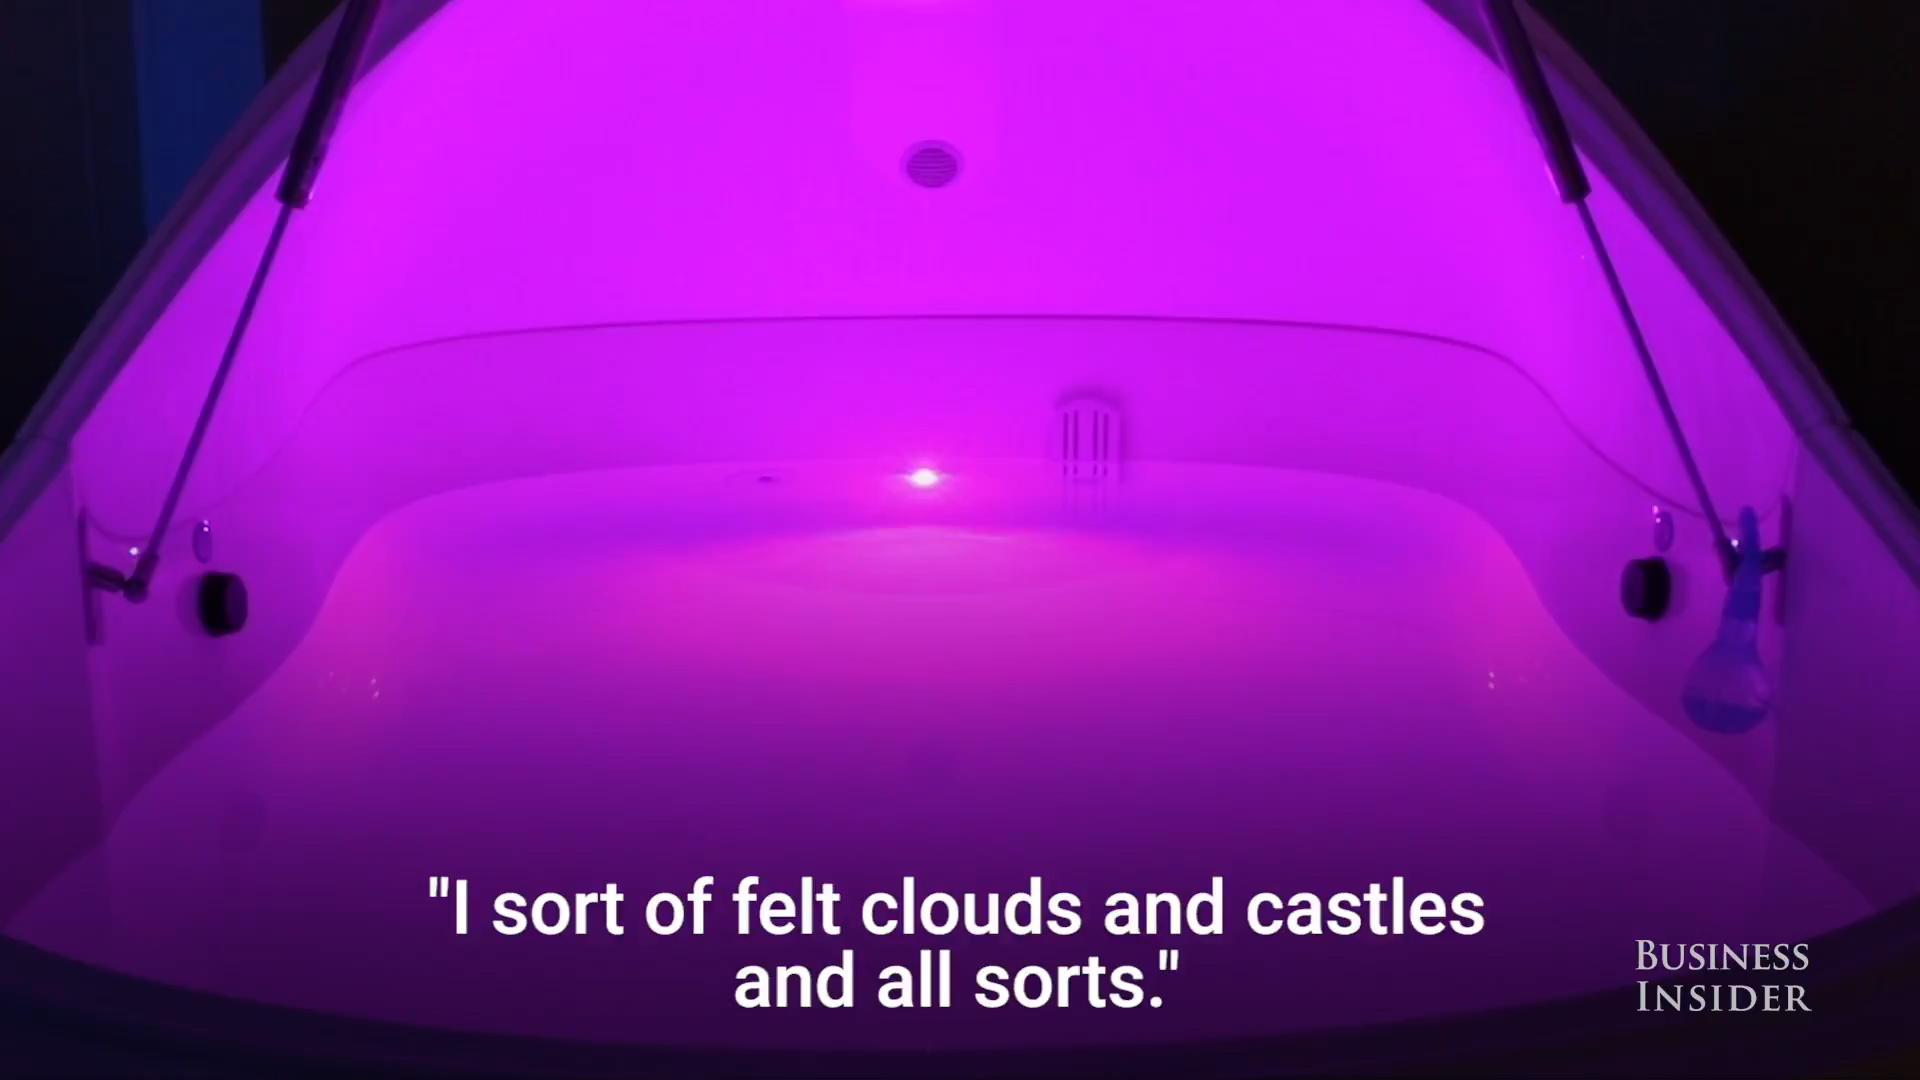 "I sort of felt clouds and castles
and all sorts."
BUSINESS
INSIDER